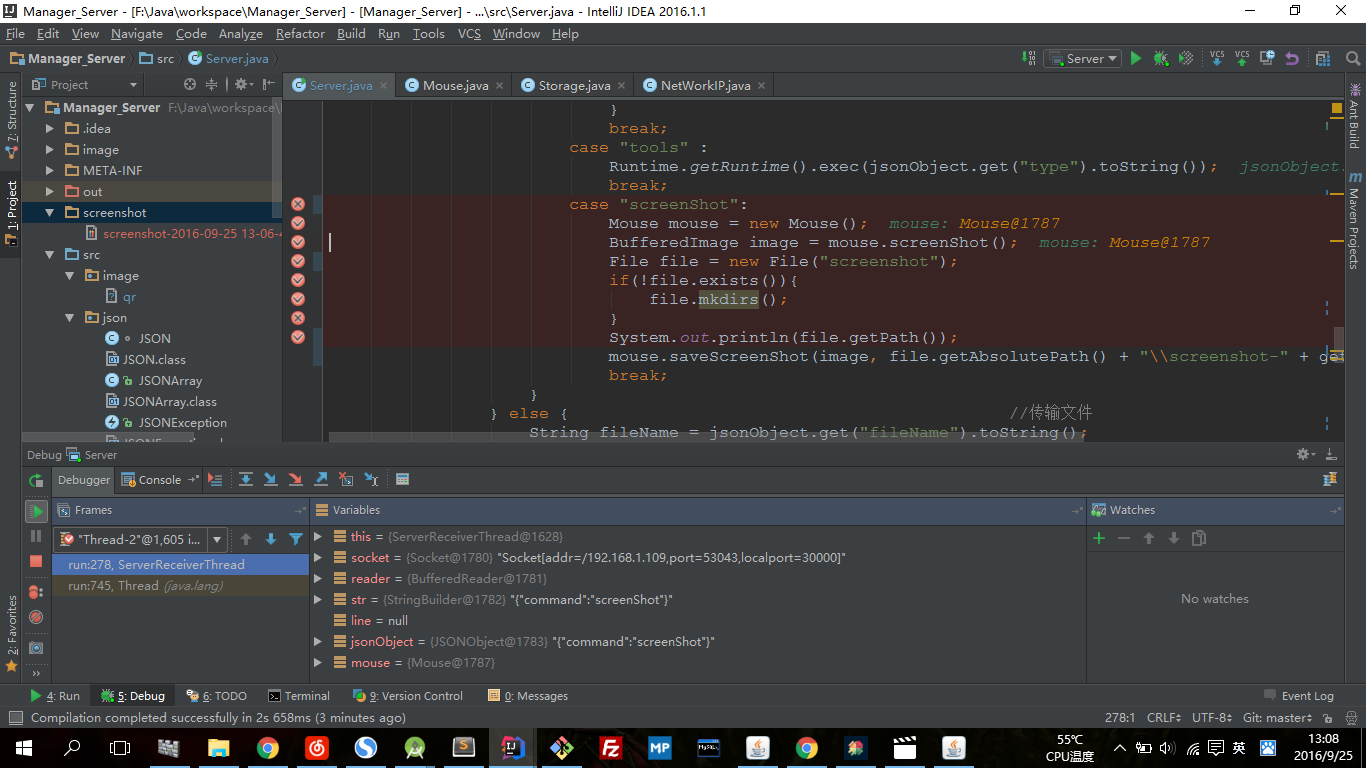 Manager_Server - [F:\Java\workspace\Manager_Server] - [Manager_Server] - ...\src\Server.java - IntelliJ IDEA 2016.1.1
File Edit View Navigate Code Analyze Refactor Build Run Tools VCS Window Help
Manager_Server src Server.java Server VCS VCS
Project
Server.java Mouse.java Storage.java NetWorkIP.java
7: Structure
1: Project
2: Favorites
Manager_Server F:\Java\workspace\
.idea
image
META-INF
out
screenshot
screenshot-2016-09-25 13-06-4
src
image
qr
json
JSON
JSON.class
JSONArray
JSONArray.class
JSONException
}
break;
case "tools" :
Runtime.getRuntime().exec(jsonObject.get("type").toString()); jsonObject.
break;
case "screenShot":
Mouse mouse = new Mouse(); mouse: Mouse@1787
BufferedImage image = mouse.screenShot(); mouse: Mouse@1787
File file = new File("screenshot");
if(!file.exists()){
file.mkdirs();
}
System.out.println(file.getPath());
mouse.saveScreenShot(image, file.getAbsolutePath() + "\\screenshot-" + get
break;
}
} else { //传输文件
String fileName = jsonObject.get("fileName").toString();
Ant Build
Maven Projects
Debug Server
Debugger Console
Frames
"Thread-2"@1,605 i...
run:278, ServerReceiverThread
run:745, Thread (java.lang)
Variables
this = {ServerReceiverThread@1628}
socket = {Socket@1780} "Socket[addr=/192.168.1.109,port=53043,localport=30000]"
reader = {BufferedReader@1781}
str = {StringBuilder@1782} "{"command":"screenShot"}"
line = null
jsonObject = {JSONObject@1783} "{"command":"screenShot"}"
mouse = {Mouse@1787}
Watches
No watches
4: Run 5: Debug 6: TODO Terminal 9: Version Control 0: Messages Event Log
Compilation completed successfully in 2s 658ms (3 minutes ago) 278:1 CRLF UTF-8 Git: master
MP MySQL
55℃
CPU温度
英
13:08
2016/9/25